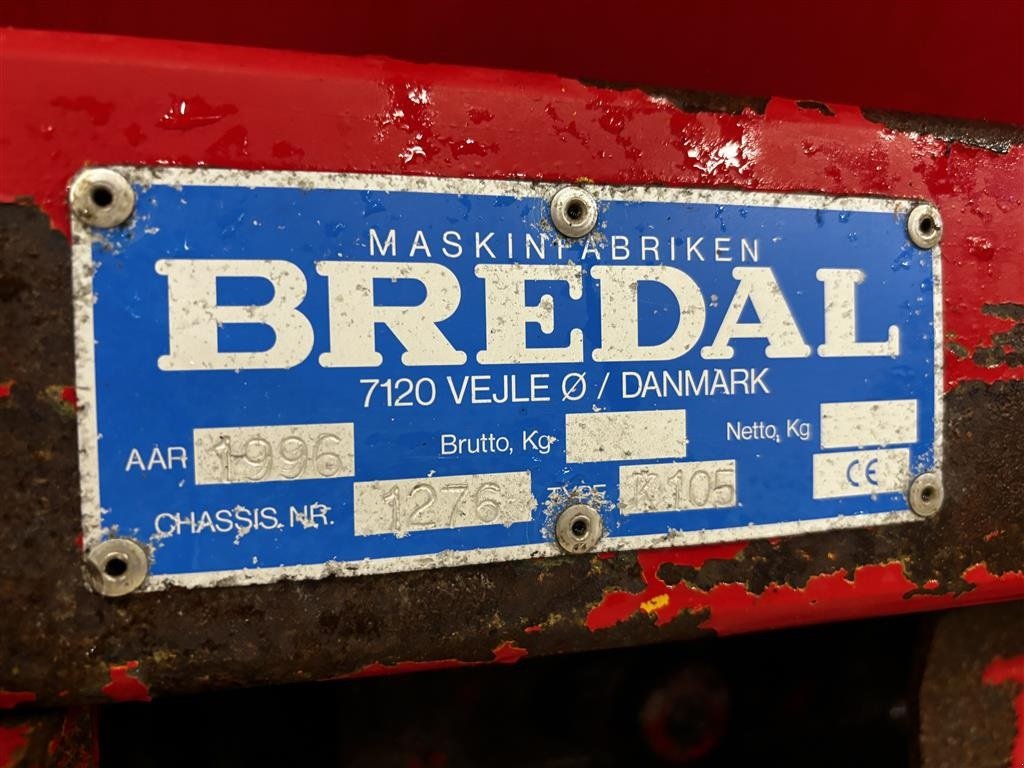 MASKINFABRIKEN
BREDAL
7120 VEJLE Ø / DANMARK
AAR 1996 Brutto, Kg Netto, Kg
CHASSIS NR. 1276 TYPE K105 CE